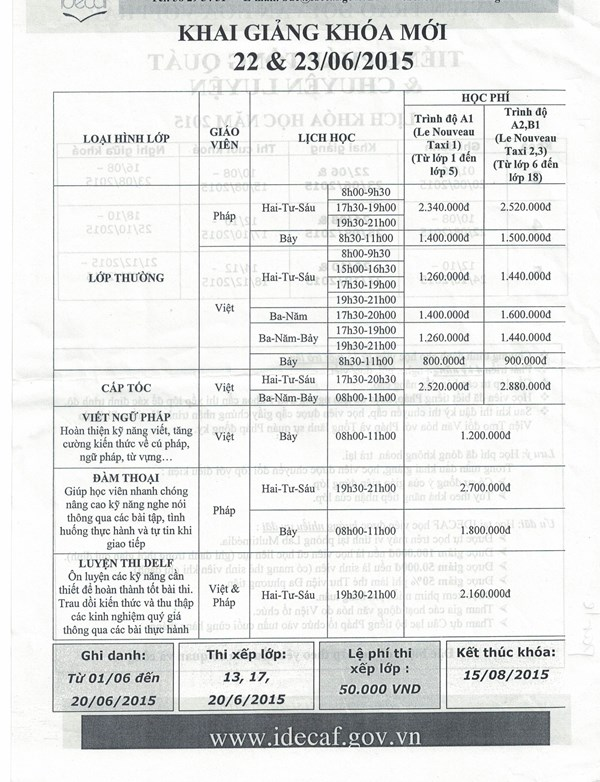 idecaf
KHAI GIẢNG KHÓA MỚI
22 & 23/06/2015
LOẠI HÌNH LỚP
GIÁO
VIÊN
LỊCH HỌC
HỌC PHÍ
Trình độ A1
(Le Nouveau
Taxi 1)
(Từ lớp 1 đến
lớp 5)
Trình độ
A2,B1
(Le Nouveau
Taxi 2,3)
(Từ lớp 6 đến
lớp 18)
LỚP THƯỜNG
Pháp
Hai-Tư-Sáu
8h00-9h30
17h30-19h00
19h30-21h00
2.340.000đ
2.520.000đ
Bảy
8h30-11h00
1.400.000đ
1.500.000đ
Việt
Hai-Tư-Sáu
8h00-9h30
15h00-16h30
17h30-19h00
19h30-21h00
1.260.000đ
1.440.000đ
Ba-Năm
17h30-20h00
1.400.000đ
1.600.000đ
Ba-Năm-Bảy
17h30-19h00
19h30-21h00
1.260.000đ
1.440.000đ
Bảy
8h30-11h00
800.000đ
900.000đ
CẤP TỐC
Việt
Hai-Tư-Sáu
17h30-20h30
Ba-Năm-Bảy
08h00-11h00
2.520.000đ
2.880.000đ
VIẾT NGỮ PHÁP
Hoàn thiện kỹ năng viết, tăng
cường kiến thức về cú pháp,
ngữ pháp, từ vựng…
Việt
Bảy
08h00-11h00
1.200.000đ
ĐÀM THOẠI
Giúp học viên nhanh chóng
nâng cao kỹ năng nghe nói
thông qua các bài tập, tình
huống thực hành và tự tin khi
giao tiếp
Pháp
Hai-Tư-Sáu
19h30-21h00
2.700.000đ
Bảy
08h00-11h00
1.800.000đ
LUYỆN THI DELF
Ôn luyện các kỹ năng cần
thiết để hoàn thành tốt bài thi.
Trau dồi kiến thức và thu thập
các kinh nghiệm quý giá
thông qua các bài thực hành
Việt &
Pháp
Hai-Tư-Sáu
19h30-21h00
2.160.000đ
Ghi danh:
Từ 01/06 đến
20/06/2015
Thi xếp lớp:
13, 17,
20/6/2015
Lệ phí thi
xếp lớp :
50.000 VND
Kết thúc khóa:
15/08/2015
www.idecaf.gov.vn